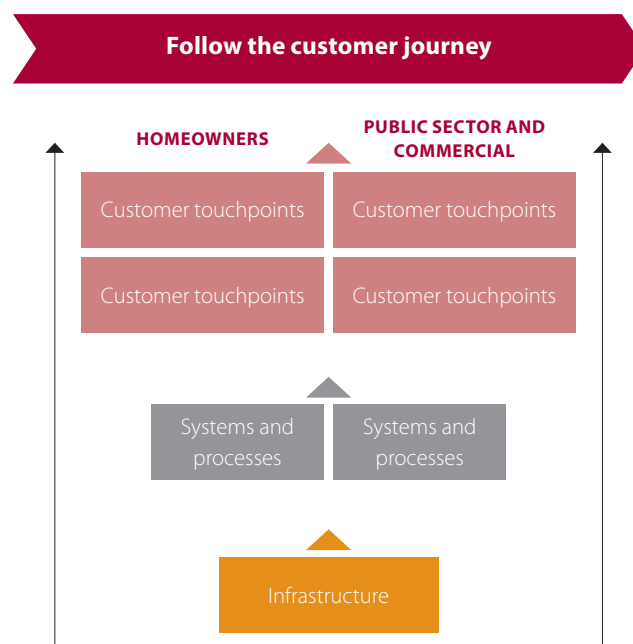 Follow the customer journey
HOMEOWNERS
PUBLIC SECTOR AND
COMMERCIAL
Customer touchpoints
Customer touchpoints
Customer touchpoints
Customer touchpoints
Systems and
processes
Systems and
processes
Infrastructure